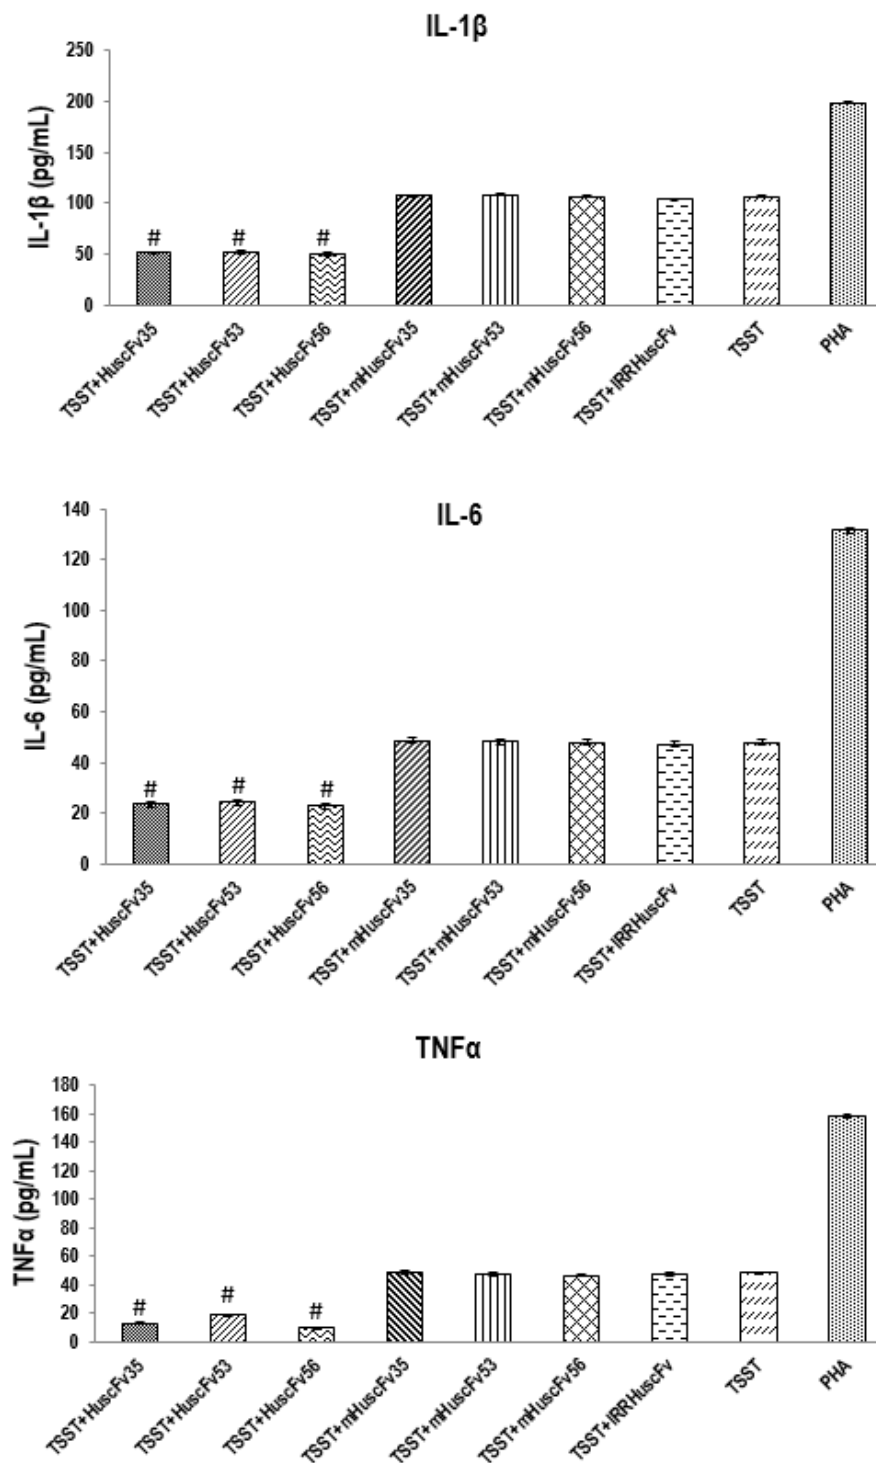 IL-1β
IL-1β (pg/mL)
250
200
150
100
50
0
# # #
TSST+HuscFv35
TSST+HuscFv53
TSST+HuscFv56
TSST+mHuscFv35
TSST+mHuscFv53
TSST+mHuscFv56
TSST+IRRHuscFv
TSST
PHA
IL-6
IL-6 (pg/mL)
140
120
100
80
60
40
20
0
# # #
TSST+HuscFv35
TSST+HuscFv53
TSST+HuscFv56
TSST+mHuscFv35
TSST+mHuscFv53
TSST+mHuscFv56
TSST+IRRHuscFv
TSST
PHA
TNFα
TNFα (pg/mL)
180
160
140
120
100
80
60
40
20
0
# # #
TSST+HuscFv35
TSST+HuscFv53
TSST+HuscFv56
TSST+mHuscFv35
TSST+mHuscFv53
TSST+mHuscFv56
TSST+IRRHuscFv
TSST
PHA